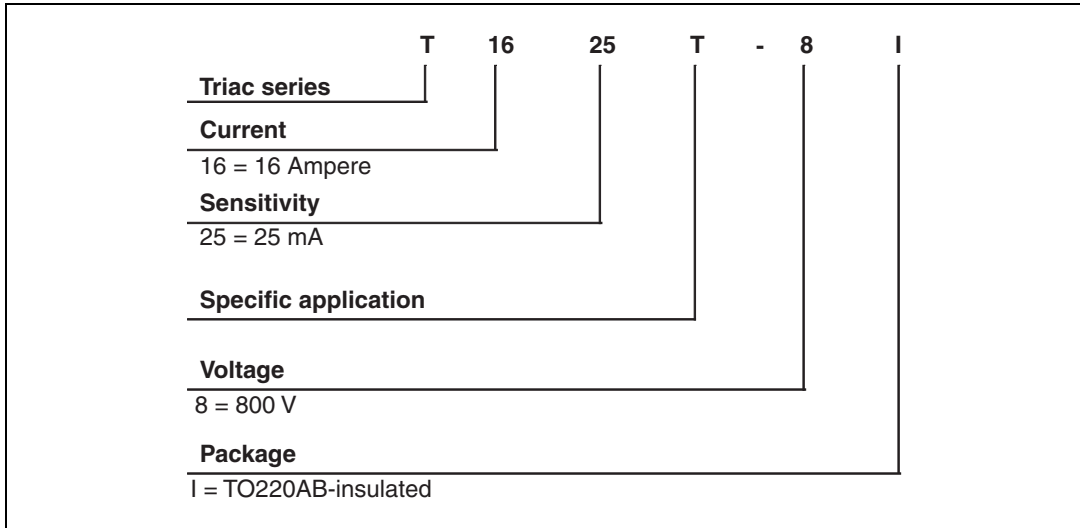 T 16 25 T - 8 I
Triac series
Current
16 = 16 Ampere
Sensitivity
25 = 25 mA
Specific application
Voltage
8 = 800 V
Package
I = TO220AB-insulated